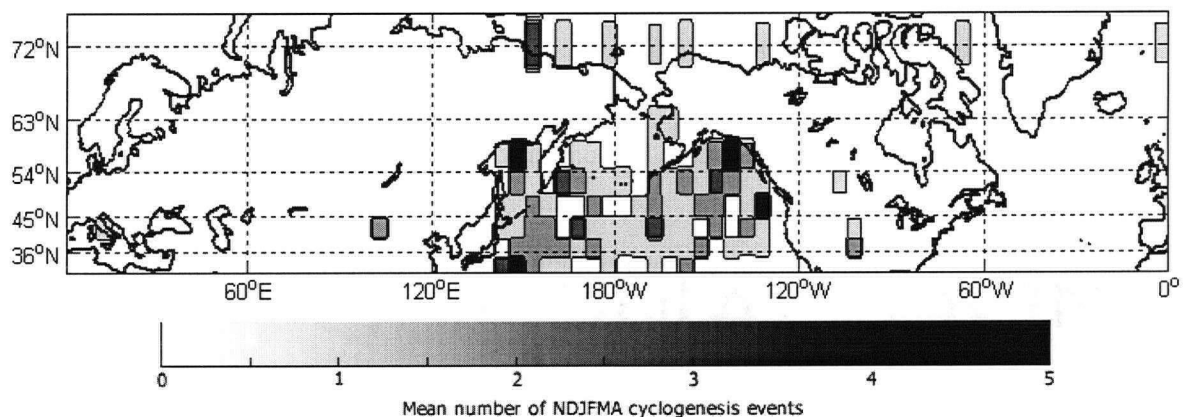 72°N
63°N
54°N
45°N
36°N
60°E 120°E 180°W 120°W 60°W 0°
0 1 2 3 4 5
Mean number of NDJFMA cyclogenesis events